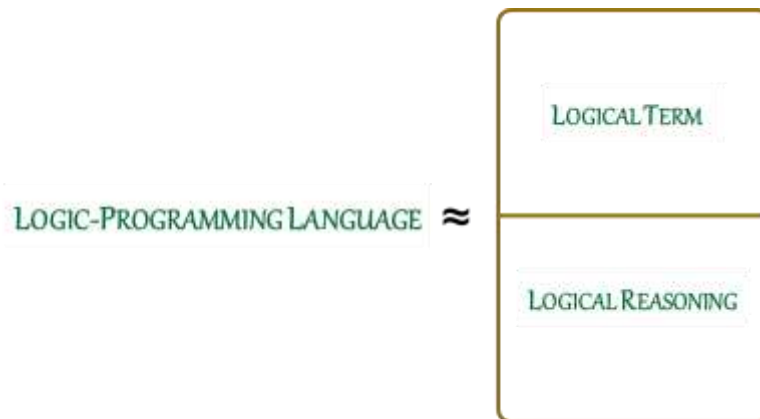 LOGICAL TERM
LOGIC-PROGRAMMING LANGUAGE ≈
LOGICAL REASONING